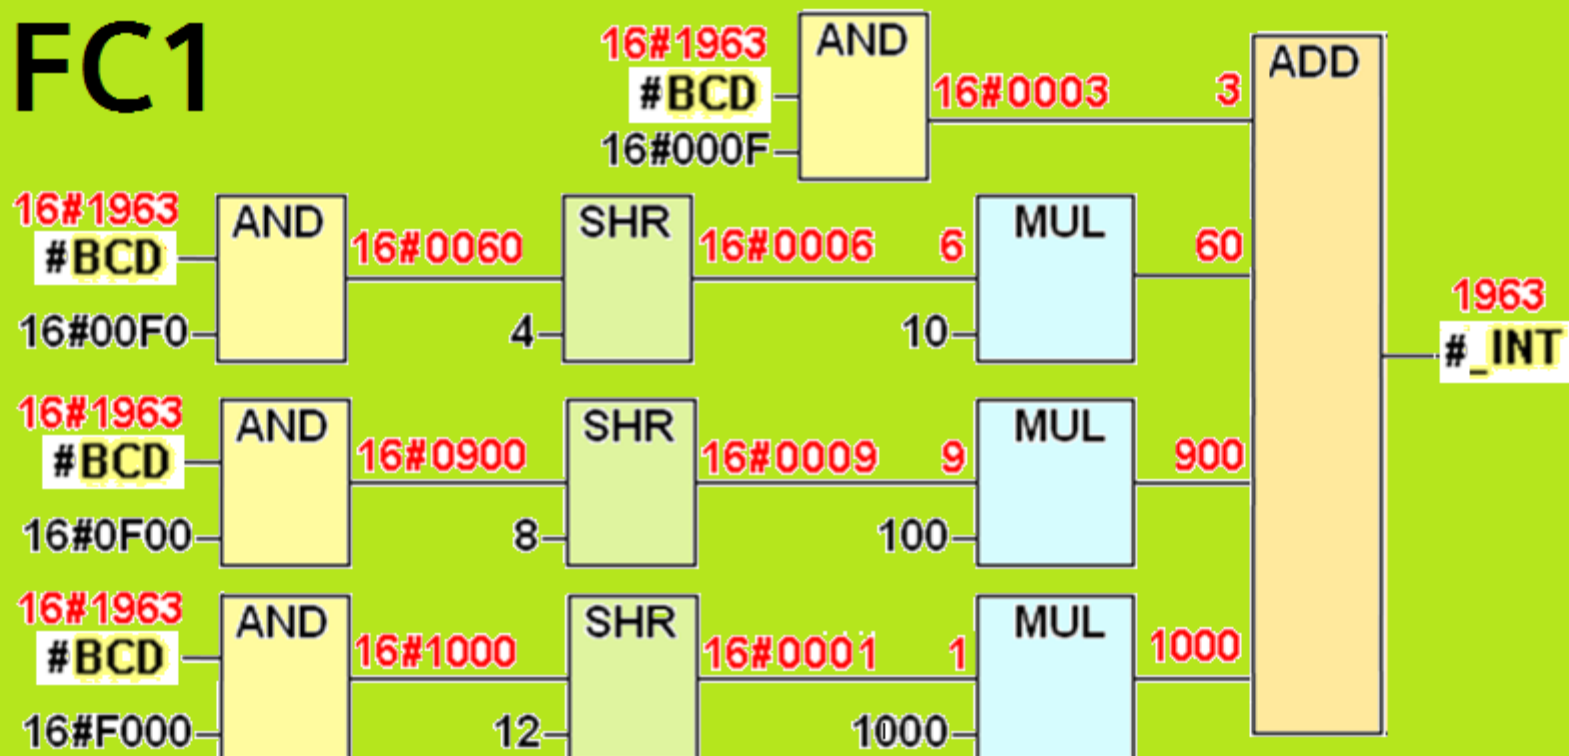 FC1
16#1963
#BCD
16#000F
AND
16#0003 3
ADD
16#1963
#BCD
16#00F0
AND
16#0060
SHR
4
16#0006 6
MUL
10
60
16#1963
#BCD
16#0F00
AND
16#0900
SHR
8
16#0009 9
MUL
100
900
16#1963
#BCD
16#F000
AND
16#1000
SHR
12
16#0001 1
MUL
1000
1000
1963
#_INT